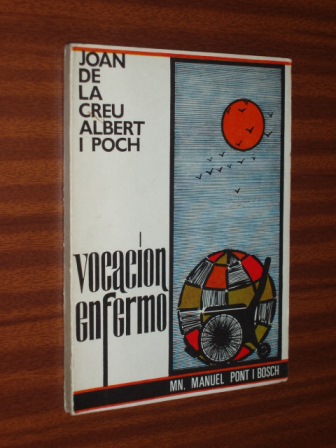 JOAN
DE
LA
CREU
ALBERT
I POCH
vocacion
enfermo
MN. MANUEL PONT I BOSCH